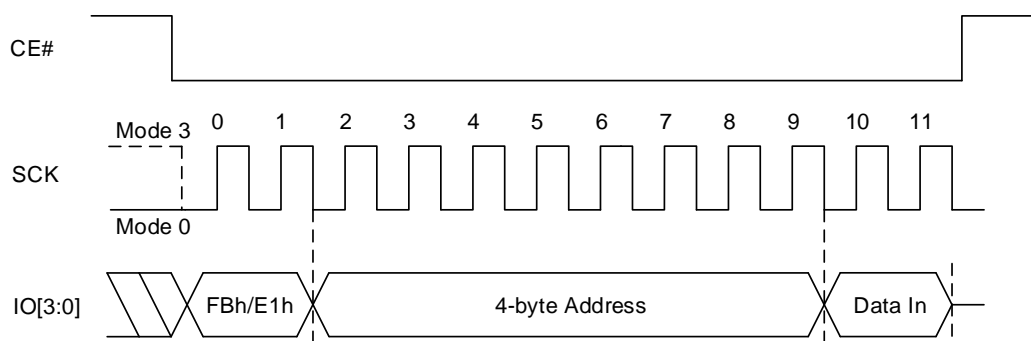 CE#
Mode 3
0 1 2 3 4 5 6 7 8 9 10 11
SCK
Mode 0
IO[3:0] FBh/E1h 4-byte Address Data In